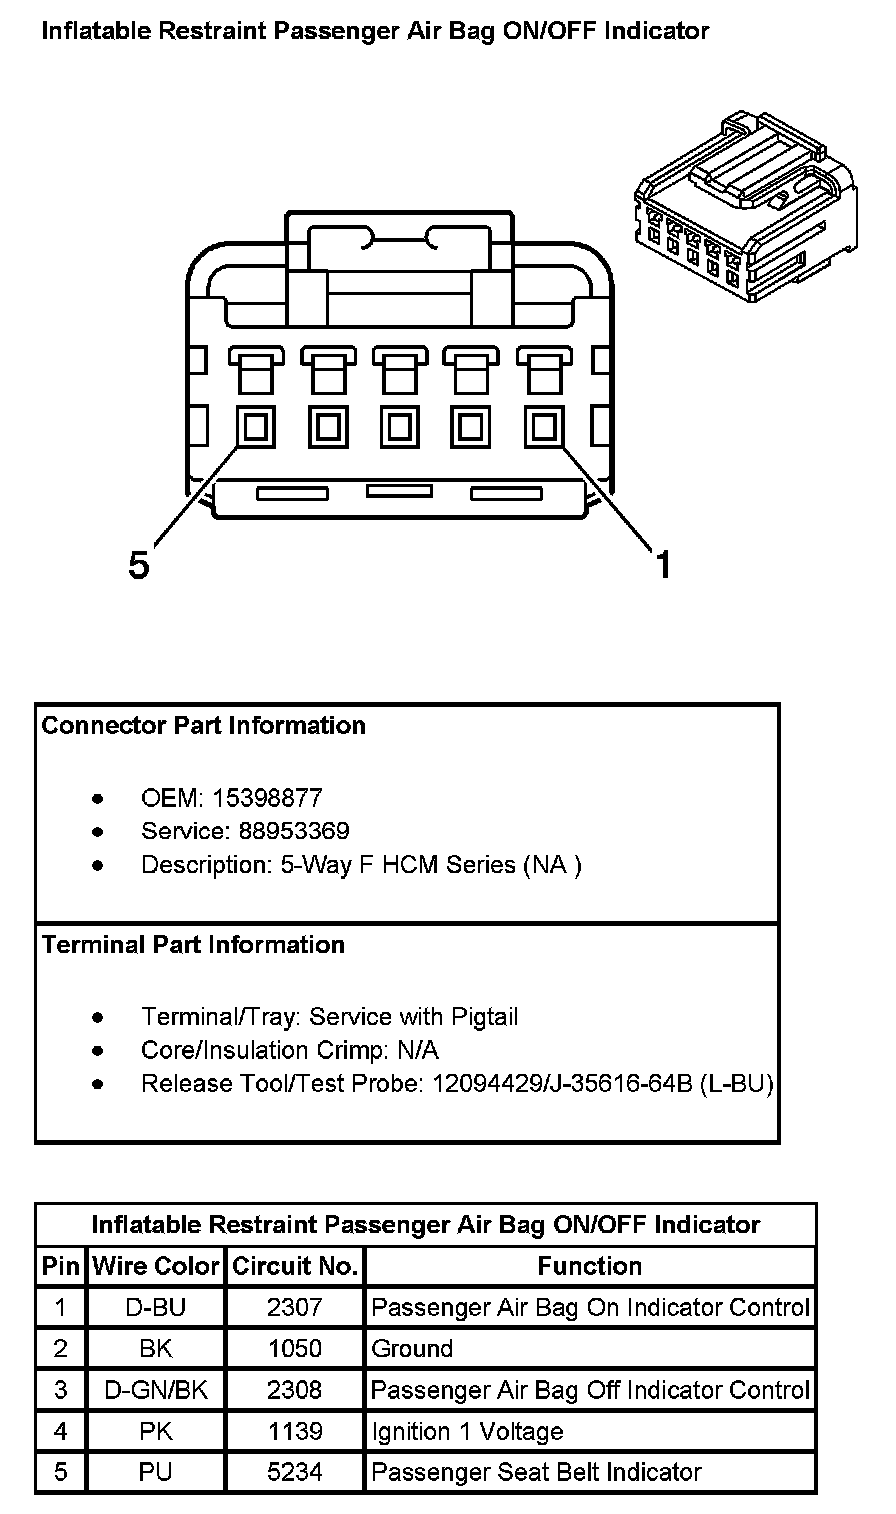 Inflatable Restraint Passenger Air Bag ON/OFF Indicator
5
1
Connector Part Information
● OEM: 15398877
● Service: 88953369
● Description: 5-Way F HCM Series (NA )
Terminal Part Information
● Terminal/Tray: Service with Pigtail
● Core/Insulation Crimp: N/A
● Release Tool/Test Probe: 12094429/J-35616-64B (L-BU)
Inflatable Restraint Passenger Air Bag ON/OFF Indicator
Pin Wire Color Circuit No. Function
1 D-BU 2307 Passenger Air Bag On Indicator Control
2 BK 1050 Ground
3 D-GN/BK 2308 Passenger Air Bag Off Indicator Control
4 PK 1139 Ignition 1 Voltage
5 PU 5234 Passenger Seat Belt Indicator